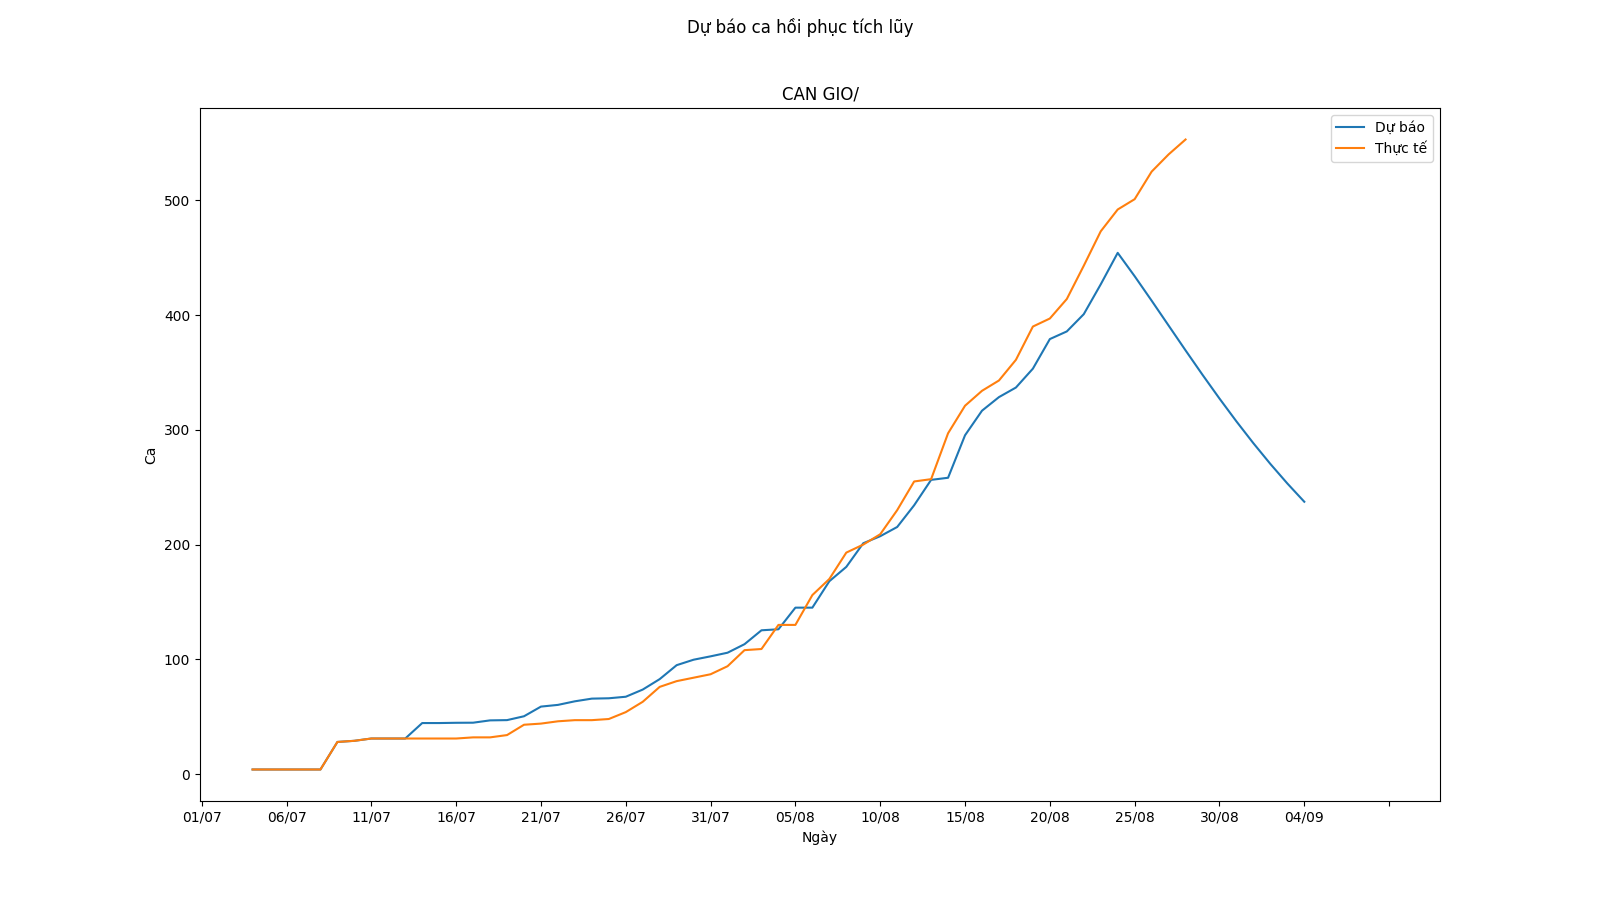 Dự báo ca hồi phục tích lũy
CAN GIO/
Dự báo
Thực tế
500
400
300
200
100
0
Ca
01/07 06/07 11/07 16/07 21/07 26/07 31/07 05/08 10/08 15/08 20/08 25/08 30/08 04/09
Ngày